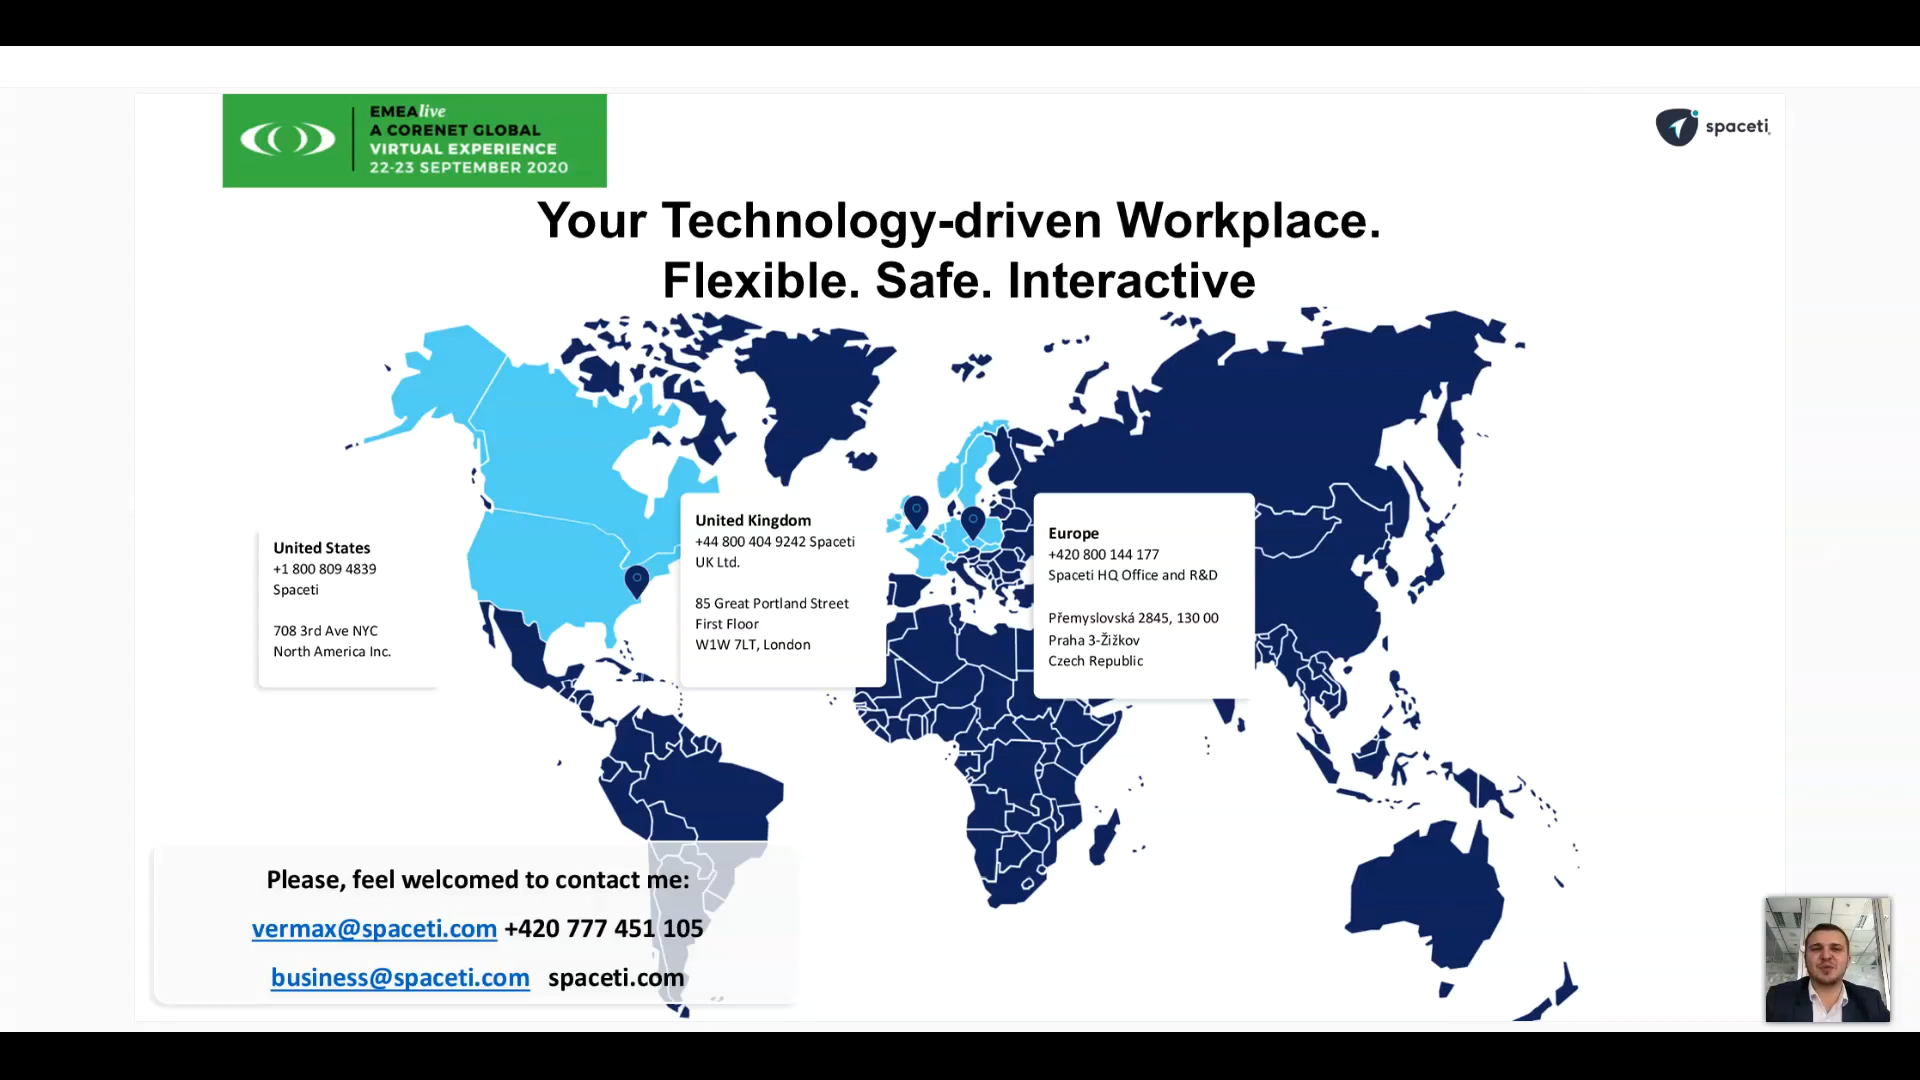 EMEAlive
A CORENET GLOBAL
VIRTUAL EXPERIENCE
22-23 SEPTEMBER 2020
spaceti
Your Technology-driven Workplace.
Flexible. Safe. Interactive
United States
+1 800 809 4839
Spaceti
708 3rd Ave NYC
North America Inc.
United Kingdom
+44 800 404 9242 Spaceti
UK Ltd.
85 Great Portland Street
First Floor
W1W 7LT, London
Europe
+420 800 144 177
Spaceti HQ Office and R&D
Přemyslovská 2845, 130 00
Praha 3-Žižkov
Czech Republic
Please, feel welcomed to contact me:
vermax@spaceti.com +420 777 451 105
business@spaceti.com spaceti.com